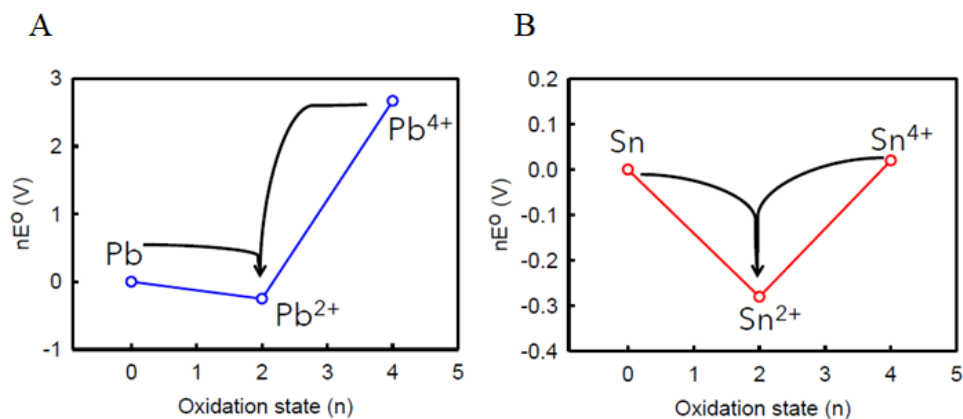 A
B
3
2
1
0
-1
nEº (V)
Pb
Pb2+
Pb4+
0
1
2
3
4
5
Oxidation state (n)
0.2
0.1
0.0
-0.1
-0.2
-0.3
-0.4
nEº (V)
Sn
Sn2+
Sn4+
0
1
2
3
4
5
Oxidation state (n)